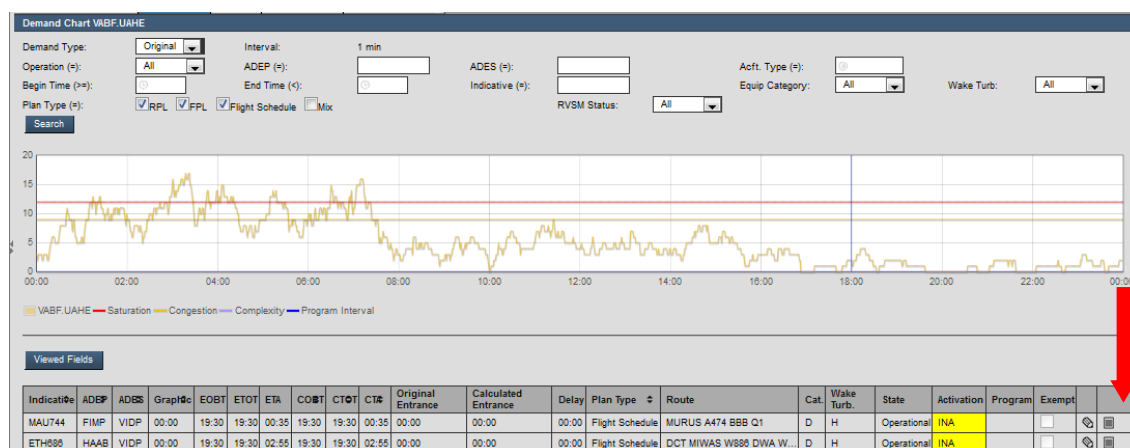 Demand Chart VABF.UAHE
Demand Type: Original Interval: 1 min
Operation (=): All ADEP (=): ADES (=): Acft. Type (=):
Begin Time (>=): End Time (<): Indicative (=): Equip Category: All Wake Turb: All
Plan Type (=): RPL FPL Flight Schedule Mix RVSM Status: All
Search
20
15
10
5
0
00:00 02:00 04:00 06:00 08:00 10:00 12:00 14:00 16:00 18:00 20:00 22:00 00:0
VABF.UAHE Saturation Congestion Complexity Program Interval
Viewed Fields
Indicative ADEP ADES Graphic EOBT ETOT ETA COBT CTOT CTA Original Entrance Calculated Entrance Delay Plan Type Route Cat. Wake Turb. State Activation Program Exempt
MAU744 FIMP VIDP 00:00 19:30 19:30 00:35 19:30 19:30 00:35 00:00 00:00 00:00 Flight Schedule MURUS A474 BBB Q1 D H Operational INA
ETH686 HAAB VIDP 00:00 19:30 19:30 02:55 19:30 19:30 02:55 00:00 00:00 00:00 Flight Schedule DCT MIWAS W886 DWA W... D H Operational INA